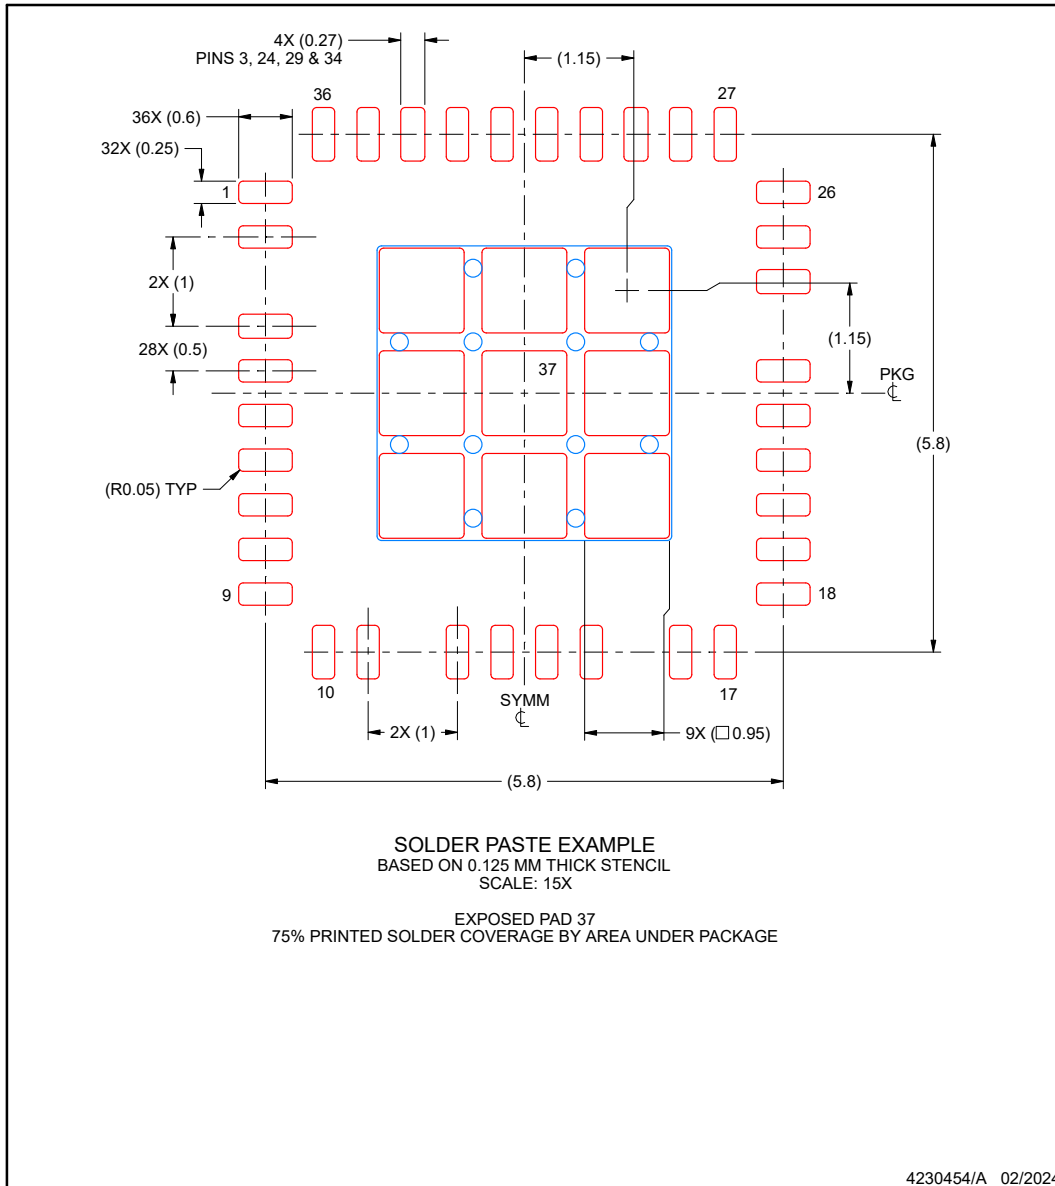 4X (0.27)
PINS 3, 24, 29 & 34
(1.15)
36
27
36X (0.6)
32X (0.25)
1
26
2X (1)
28X (0.5)
(1.15)
37
PKG
℄
(5.8)
(R0.05) TYP
9
18
10
17
SYMM
℄
2X (1)
9X (□0.95)
(5.8)
SOLDER PASTE EXAMPLE
BASED ON 0.125 MM THICK STENCIL
SCALE: 15X
EXPOSED PAD 37
75% PRINTED SOLDER COVERAGE BY AREA UNDER PACKAGE
4230454/A 02/2024